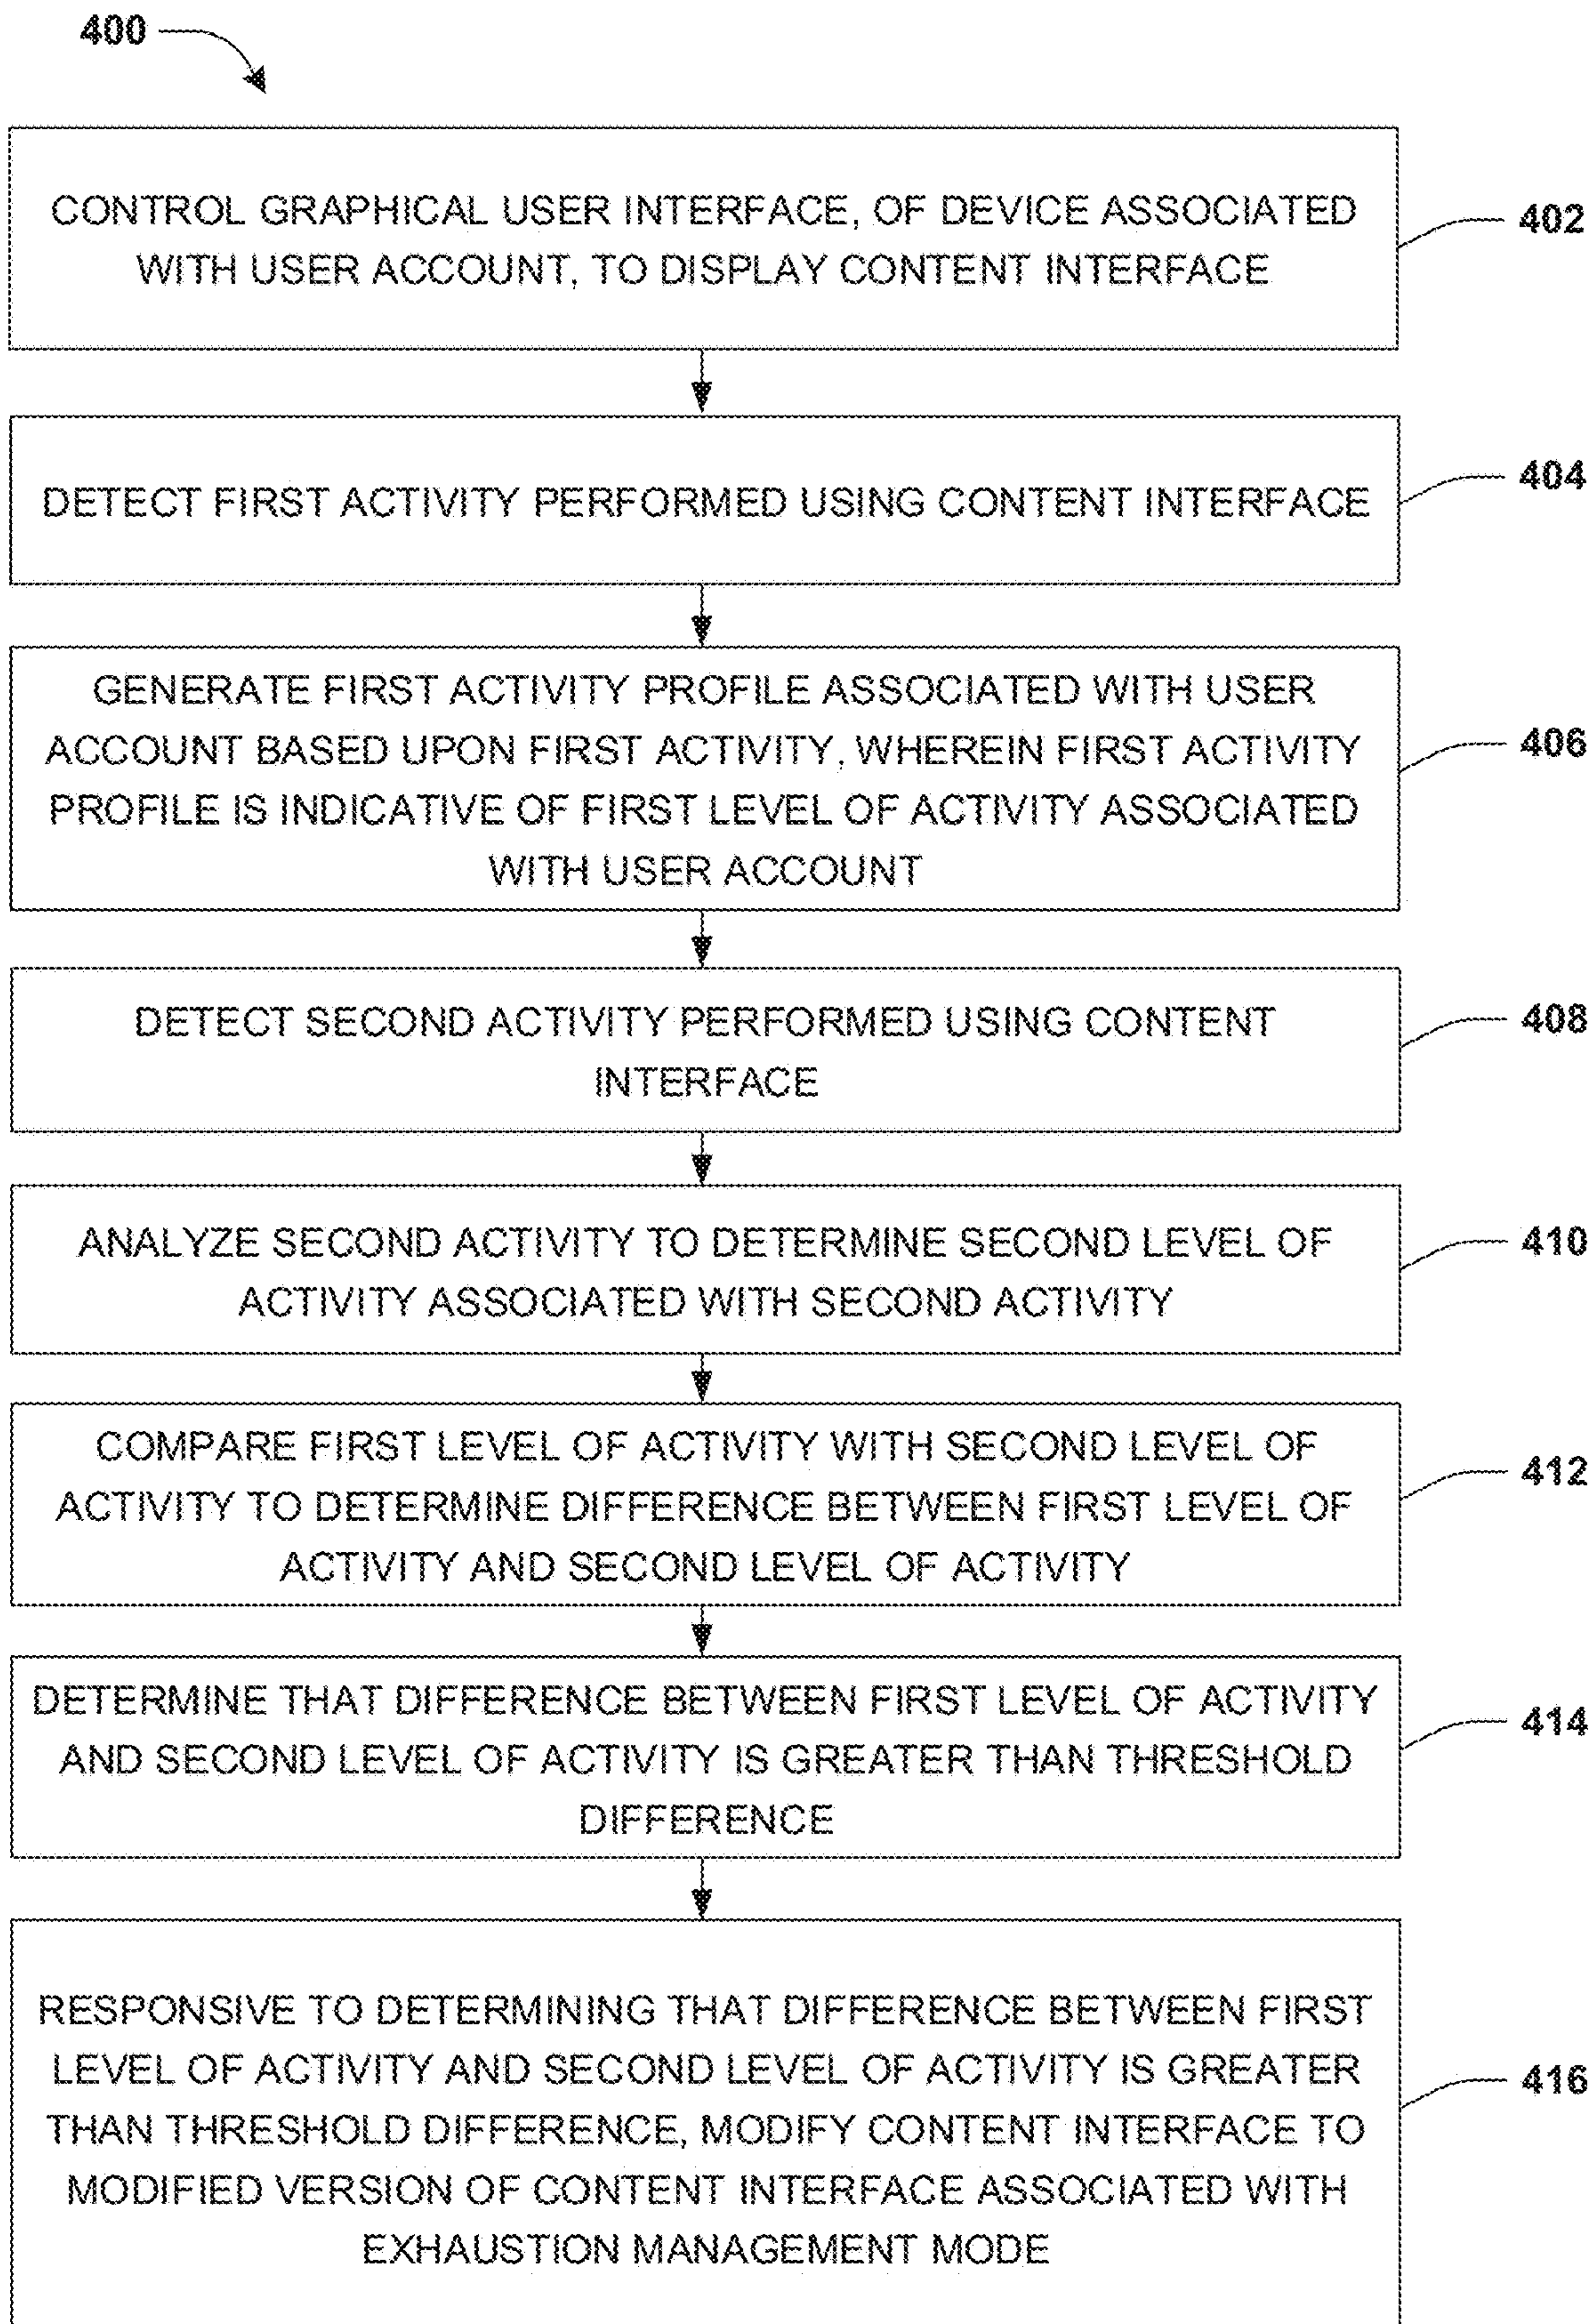 400
CONTROL GRAPHICAL USER INTERFACE, OF DEVICE ASSOCIATED
WITH USER ACCOUNT, TO DISPLAY CONTENT INTERFACE
402
DETECT FIRST ACTIVITY PERFORMED USING CONTENT INTERFACE
404
GENERATE FIRST ACTIVITY PROFILE ASSOCIATED WITH USER
ACCOUNT BASED UPON FIRST ACTIVITY, WHEREIN FIRST ACTIVITY
PROFILE IS INDICATIVE OF FIRST LEVEL OF ACTIVITY ASSOCIATED
WITH USER ACCOUNT
406
DETECT SECOND ACTIVITY PERFORMED USING CONTENT
INTERFACE
408
ANALYZE SECOND ACTIVITY TO DETERMINE SECOND LEVEL OF
ACTIVITY ASSOCIATED WITH SECOND ACTIVITY
410
COMPARE FIRST LEVEL OF ACTIVITY WITH SECOND LEVEL OF
ACTIVITY TO DETERMINE DIFFERENCE BETWEEN FIRST LEVEL OF
ACTIVITY AND SECOND LEVEL OF ACTIVITY
412
DETERMINE THAT DIFFERENCE BETWEEN FIRST LEVEL OF ACTIVITY
AND SECOND LEVEL OF ACTIVITY IS GREATER THAN THRESHOLD
DIFFERENCE
414
RESPONSIVE TO DETERMINING THAT DIFFERENCE BETWEEN FIRST
LEVEL OF ACTIVITY AND SECOND LEVEL OF ACTIVITY IS GREATER
THAN THRESHOLD DIFFERENCE, MODIFY CONTENT INTERFACE TO
MODIFIED VERSION OF CONTENT INTERFACE ASSOCIATED WITH
EXHAUSTION MANAGEMENT MODE
416